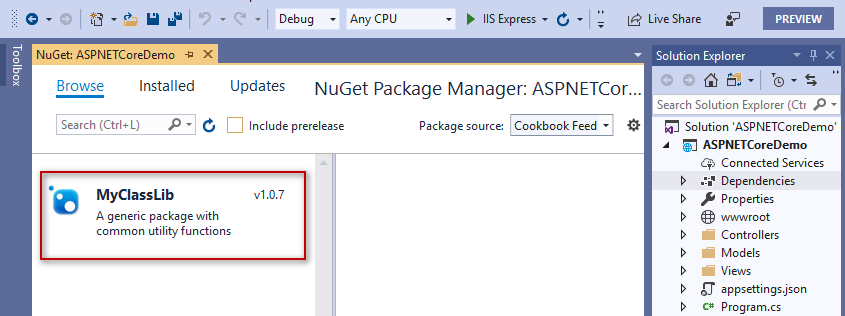 Debug Any CPU IIS Express Live Share PREVIEW
Toolbox
NuGet: ASPNETCoreDemo
Browse Installed Updates NuGet Package Manager: ASPNETCor...
Search (Ctrl+L) Include prerelease Package source: Cookbook Feed
MyClassLib v1.0.7
A generic package with
common utility functions
Solution Explorer
Search Solution Explorer (Ctr
Solution 'ASPNETCoreDemo'
ASPNETCoreDemo
Connected Services
Dependencies
Properties
wwwroot
Controllers
Models
Views
appsettings.json
C# Program.cs